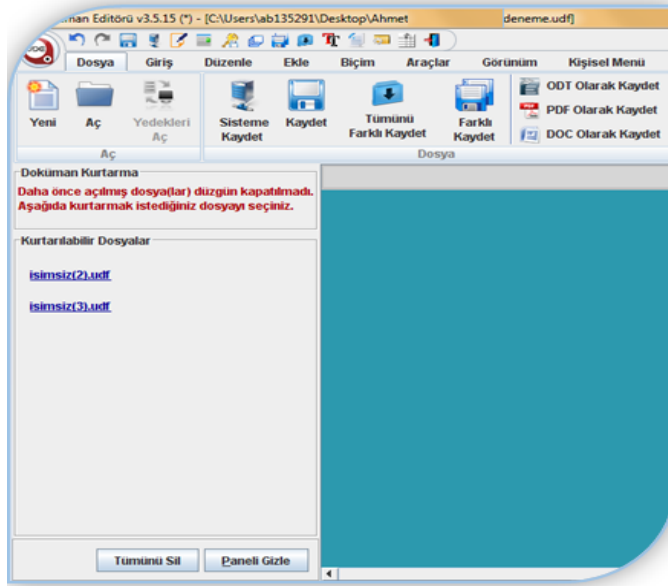 man Editörü v3.5.15 (*) - [C:\Users\ab135291\Desktop\Ahmet deneme.udf]
Dosya Giriş Düzenle Ekle Biçim Araçlar Görünüm Kişisel Menü
Yeni
Aç
Yedekleri
Aç
Sisteme
Kaydet
Kaydet
Tümünü
Farklı Kaydet
Farklı
Kaydet
ODT Olarak Kaydet
PDF Olarak Kaydet
DOC Olarak Kaydet
Aç
Dosya
Doküman Kurtarma
Daha önce açılmış dosya(lar) düzgün kapatılmadı.
Aşağıda kurtarmak istediğiniz dosyayı seçiniz.
Kurtarılabilir Dosyalar
isimsiz(2).udf
isimsiz(3).udf
Tümünü Sil
Paneli Gizle